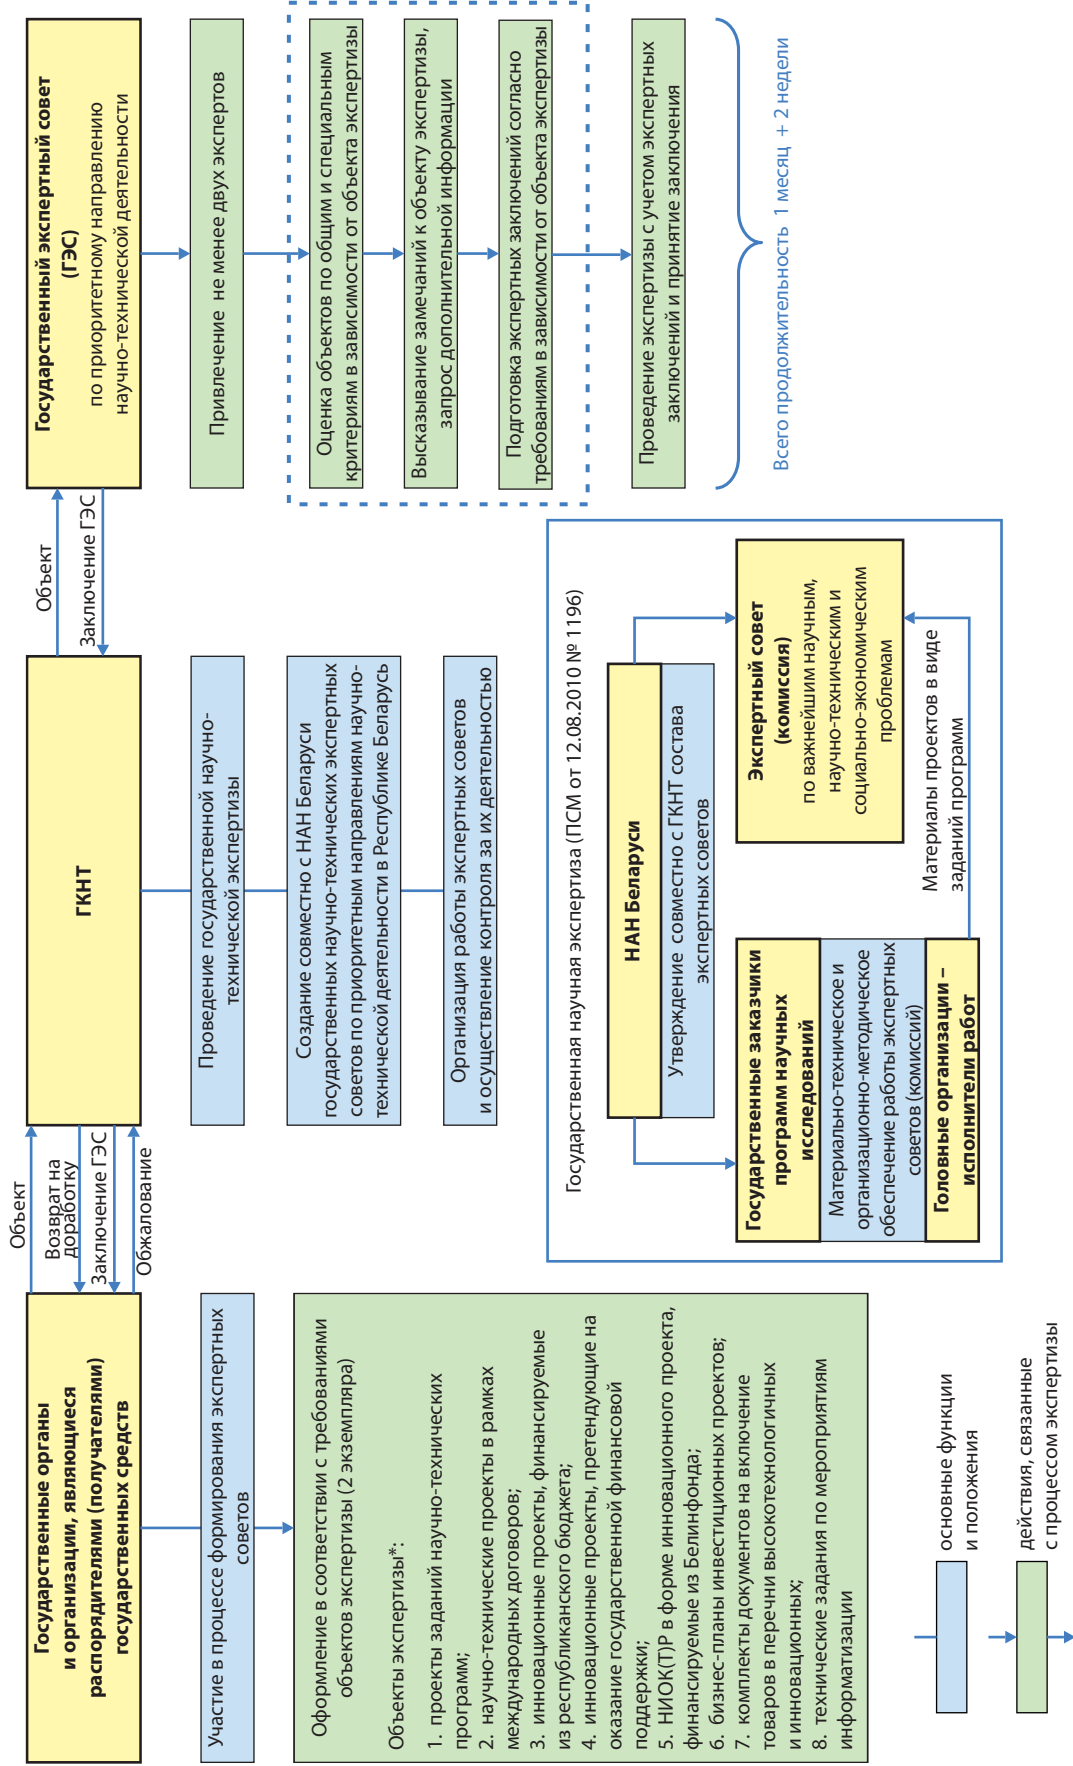 Государственные органы
и организации, являющиеся
распорядителями (получателями)
государственных средств
Участие в процессе формирования экспертных
советов
Оформление в соответствии с требованиями
объектов экспертизы (2 экземпляра)
Объекты экспертизы*:
1. проекты заданий научно-технических
программ;
2. научно-технические проекты в рамках
международных договоров;
3. инновационные проекты, финансируемые
из республиканского бюджета;
4. инновационные проекты, претендующие на
оказание государственной финансовой
поддержки;
5. НИОК(Т)Р в форме инновационного проекта,
финансируемые из Белинфонда;
6. бизнес-планы инвестиционных проектов;
7. комплекты документов на включение
товаров в перечни высокотехнологичных
и инновационных;
8. технические задания по мероприятиям
информатизации
Объект
Возврат на
доработку
Заключение ГЭС
Обжалование
ГКНТ
Проведение государственной научно-
технической экспертизы
Создание совместно с НАН Беларуси
государственных научно-технических экспертных
советов по приоритетным направлениям научно-
технической деятельности в Республике Беларусь
Организация работы экспертных советов
и осуществление контроля за их деятельностью
Объект
Заключение ГЭС
Государственный экспертный совет
(ГЭС)
по приоритетному направлению
научно-технической деятельности
Привлечение не менее двух экспертов
Оценка объектов по общим и специальным
критериям в зависимости от объекта экспертизы
Высказывание замечаний к объекту экспертизы,
запрос дополнительной информации
Подготовка экспертных заключений согласно
требованиям в зависимости от объекта экспертизы
Проведение экспертизы с учетом экспертных
заключений и принятие заключения
Всего продолжительность 1 месяц + 2 недели
Государственная научная экспертиза (ПСМ от 12.08.2010 № 1196)
НАН Беларуси
Утверждение совместно с ГКНТ состава
экспертных советов
Государственные заказчики
программ научных
исследований
Материально-техническое и
организационно-методическое
обеспечение работы экспертных
советов (комиссий)
Головные организации –
исполнители работ
Экспертный совет
(комиссия)
по важнейшим научным,
научно-техническим и
социально-экономическим
проблемам
Материалы проектов в виде
заданий программ
основные функции
и положения
действия, связанные
с процессом экспертизы